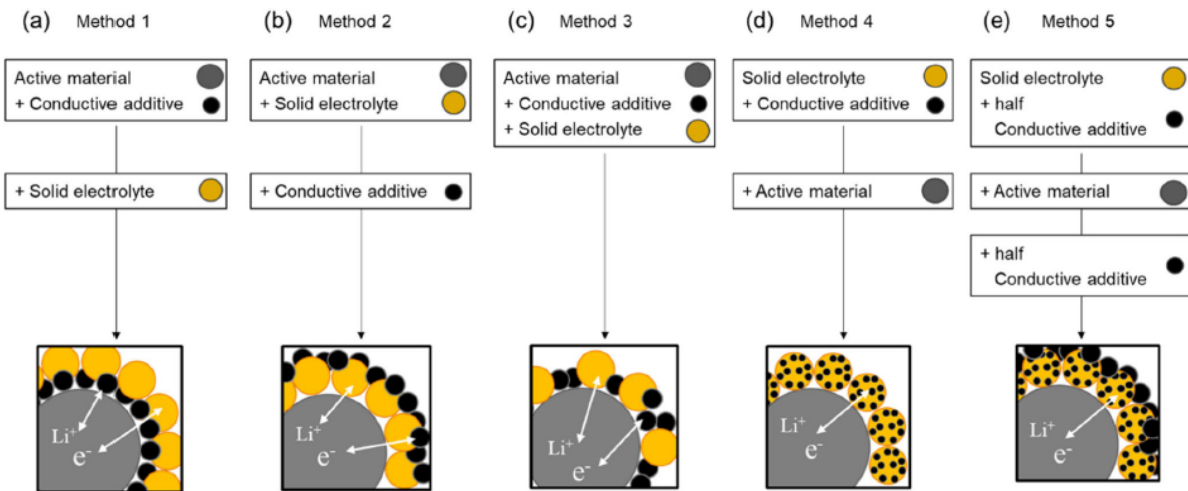 (a) Method 1
Active material
+ Conductive additive
+ Solid electrolyte
Li+
e-
(b) Method 2
Active material
+ Solid electrolyte
+ Conductive additive
Li+
e-
(c) Method 3
Active material
+ Conductive additive
+ Solid electrolyte
Li+
e-
(d) Method 4
Solid electrolyte
+ Conductive additive
+ Active material
Li+
e-
(e) Method 5
Solid electrolyte
+ half
Conductive additive
+ Active material
+ half
Conductive additive
Li+
e-